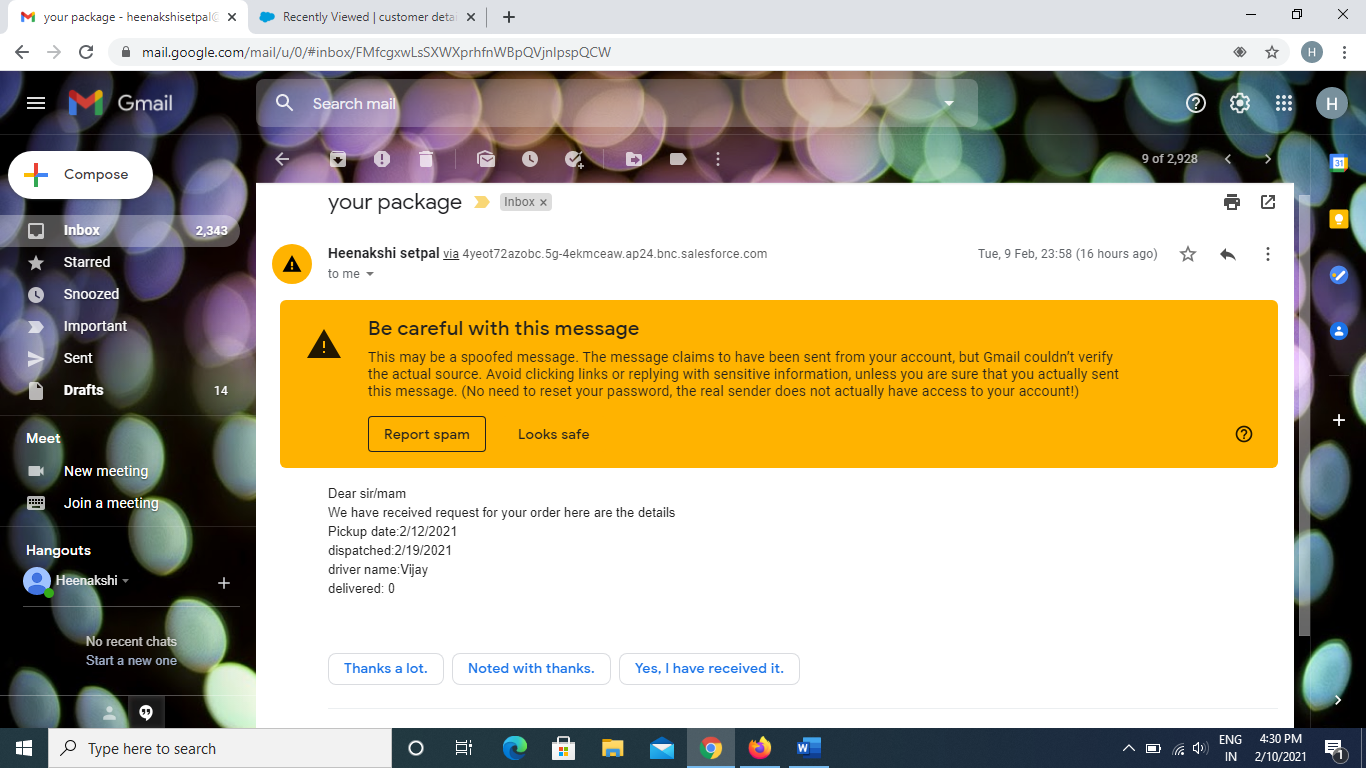 your package - heenakshisetpal@
Recently Viewed | customer detai
mail.google.com/mail/u/0/#inbox/FMfcgxwLsSXWXprhfnWBpQVjnIpspQCW
H
Gmail
Search mail
H
9 of 2,928
Compose
Inbox 2,343
Starred
Snoozed
Important
Sent
Drafts 14
Meet
New meeting
Join a meeting
Hangouts
Heenakshi
No recent chats
Start a new one
your package
Inbox x
Heenakshi setpal via 4yeot72azobc.5g-4ekmceaw.ap24.bnc.salesforce.com
Tue, 9 Feb, 23:58 (16 hours ago)
to me
Be careful with this message
This may be a spoofed message. The message claims to have been sent from your account, but Gmail couldn't verify
the actual source. Avoid clicking links or replying with sensitive information, unless you are sure that you actually sent
this message. (No need to reset your password, the real sender does not actually have access to your account!)
Report spam
Looks safe
Dear sir/mam
We have received request for your order here are the details
Pickup date:2/12/2021
dispatched:2/19/2021
driver name:Vijay
delivered: 0
Thanks a lot.
Noted with thanks.
Yes, I have received it.
31
Type here to search
ENG
IN
4:30 PM
2/10/2021
1